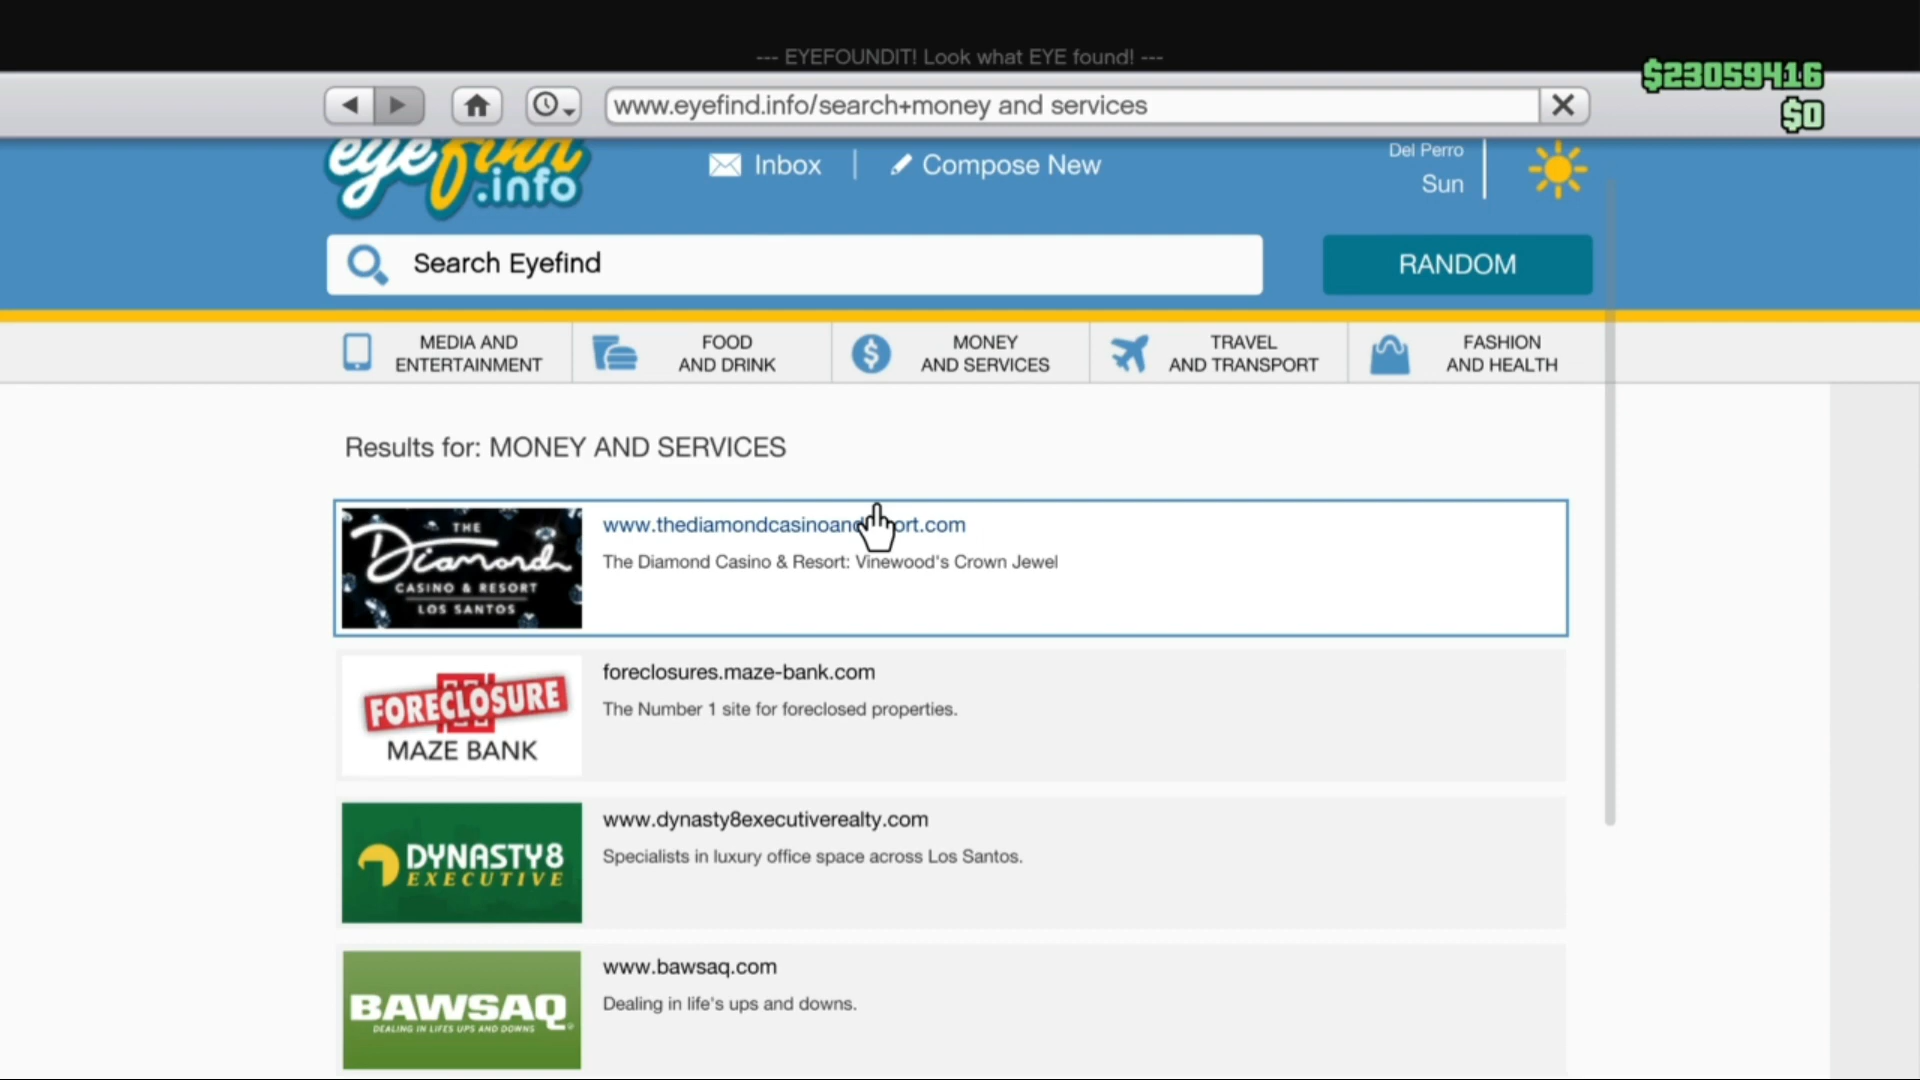 --- EYEFOUNDIT! Look what EYE found! ---
$23059416
$0
www.eyefind.info/search+money and services
eyefind
.info
Inbox
Compose New
Del Perro
Sun
Search Eyefind
RANDOM
MEDIA AND
ENTERTAINMENT
FOOD
AND DRINK
MONEY
AND SERVICES
TRAVEL
AND TRANSPORT
FASHION
AND HEALTH
Results for: MONEY AND SERVICES
THE
Diamond
CASINO & RESORT
LOS SANTOS
www.thediamondcasinoandresort.com
The Diamond Casino & Resort: Vinewood's Crown Jewel
FORECLOSURE
MAZE BANK
foreclosures.maze-bank.com
The Number 1 site for foreclosed properties.
DYNASTY8
EXECUTIVE
www.dynasty8executiverealty.com
Specialists in luxury office space across Los Santos.
BAWSAQ
DEALING IN LIFES UPS AND DOWNS
www.bawsaq.com
Dealing in life's ups and downs.